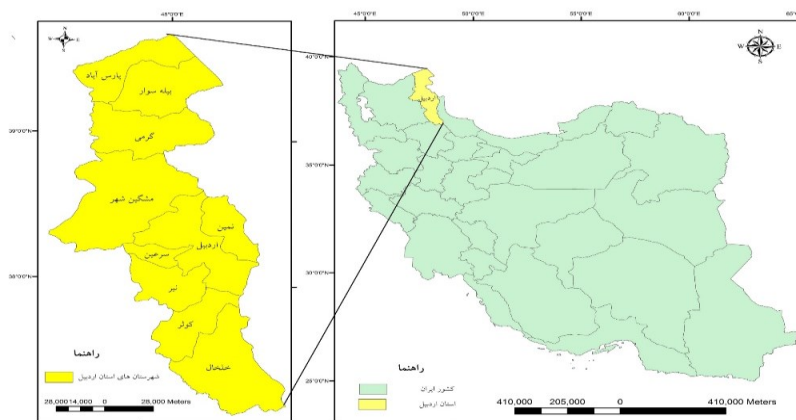 48°0'0"E
N
W
E
S
پارس آباد
بیله سوار
39°0'0"N
گرمی
مشگین شهر
نمین
اردبیل
سرعین
38°0'0"N
نیر
کوثر
خلخال
راهنما
شهرستان های استان اردبیل
28,000 14,000 0 28,000 Meters
45°0'0"E 50°0'0"E 55°0'0"E 60°0'0"E
N
W
E
S
40°0'0"N
اردبیل
35°0'0"N
30°0'0"N
25°0'0"N
راهنما
کشور ایران
استان اردبیل
410,000 205,000 0 410,000 Meters